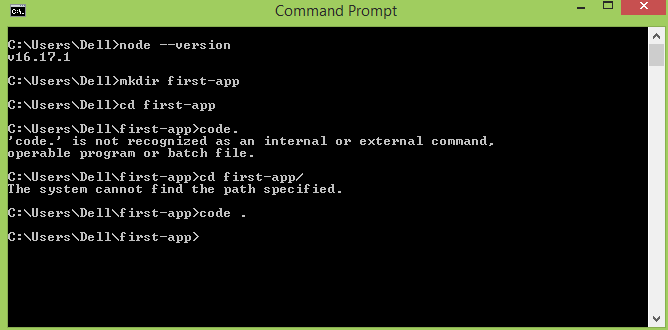 Command Prompt
C:\Users\Dell>node --version
v16.17.1
C:\Users\Dell>mkdir first-app
C:\Users\Dell>cd first-app
C:\Users\Dell\first-app>code.
'code.' is not recognized as an internal or external command,
operable program or batch file.
C:\Users\Dell\first-app>cd first-app/
The system cannot find the path specified.
C:\Users\Dell\first-app>code .
C:\Users\Dell\first-app>